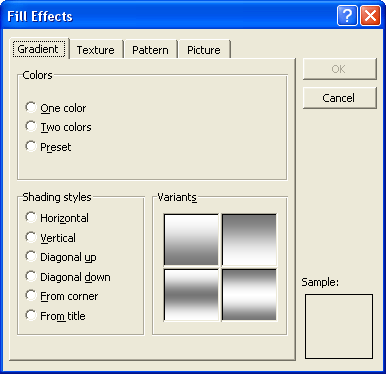 Fill Effects
Gradient Texture Pattern Picture
Colors
One color
Two colors
Preset
Shading styles
Horizontal
Vertical
Diagonal up
Diagonal down
From corner
From title
Variants
OK
Cancel
Sample: